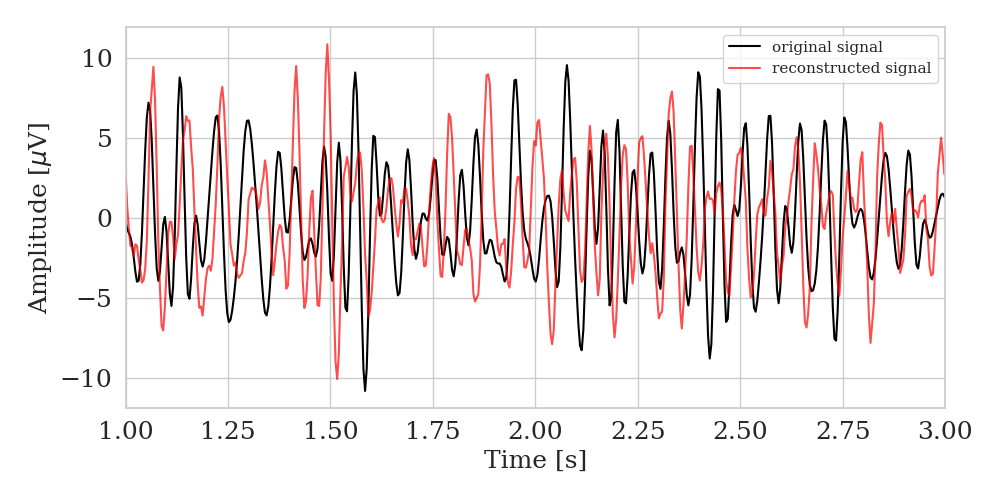 original signal
reconstructed signal
Amplitude [μV]
10
5
0
−5
−10
1.00 1.25 1.50 1.75 2.00 2.25 2.50 2.75 3.00
Time [s]